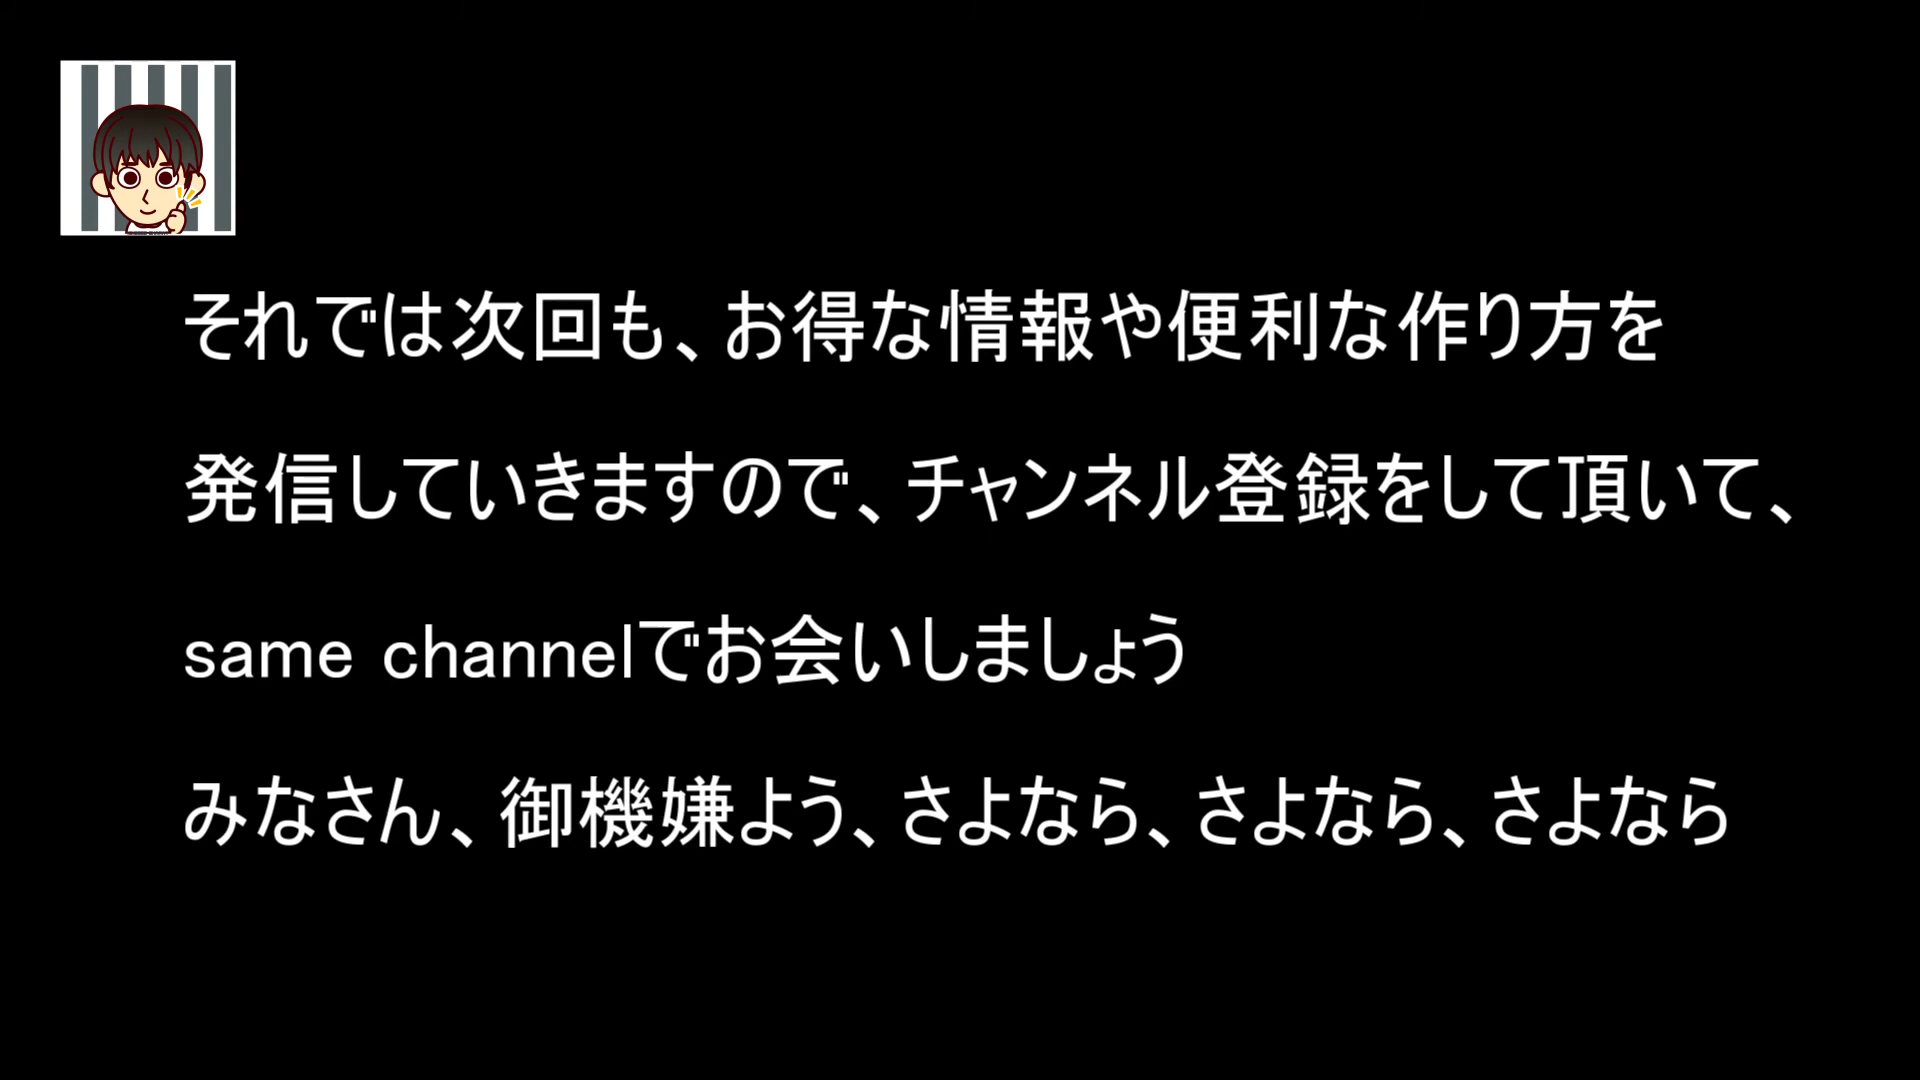 それでは次回も、お得な情報や便利な作り方を
発信していきますので、チャンネル登録をして頂いて、
same channelでお会いしましょう
みなさん、御機嫌よう、さよなら、さよなら、さよなら